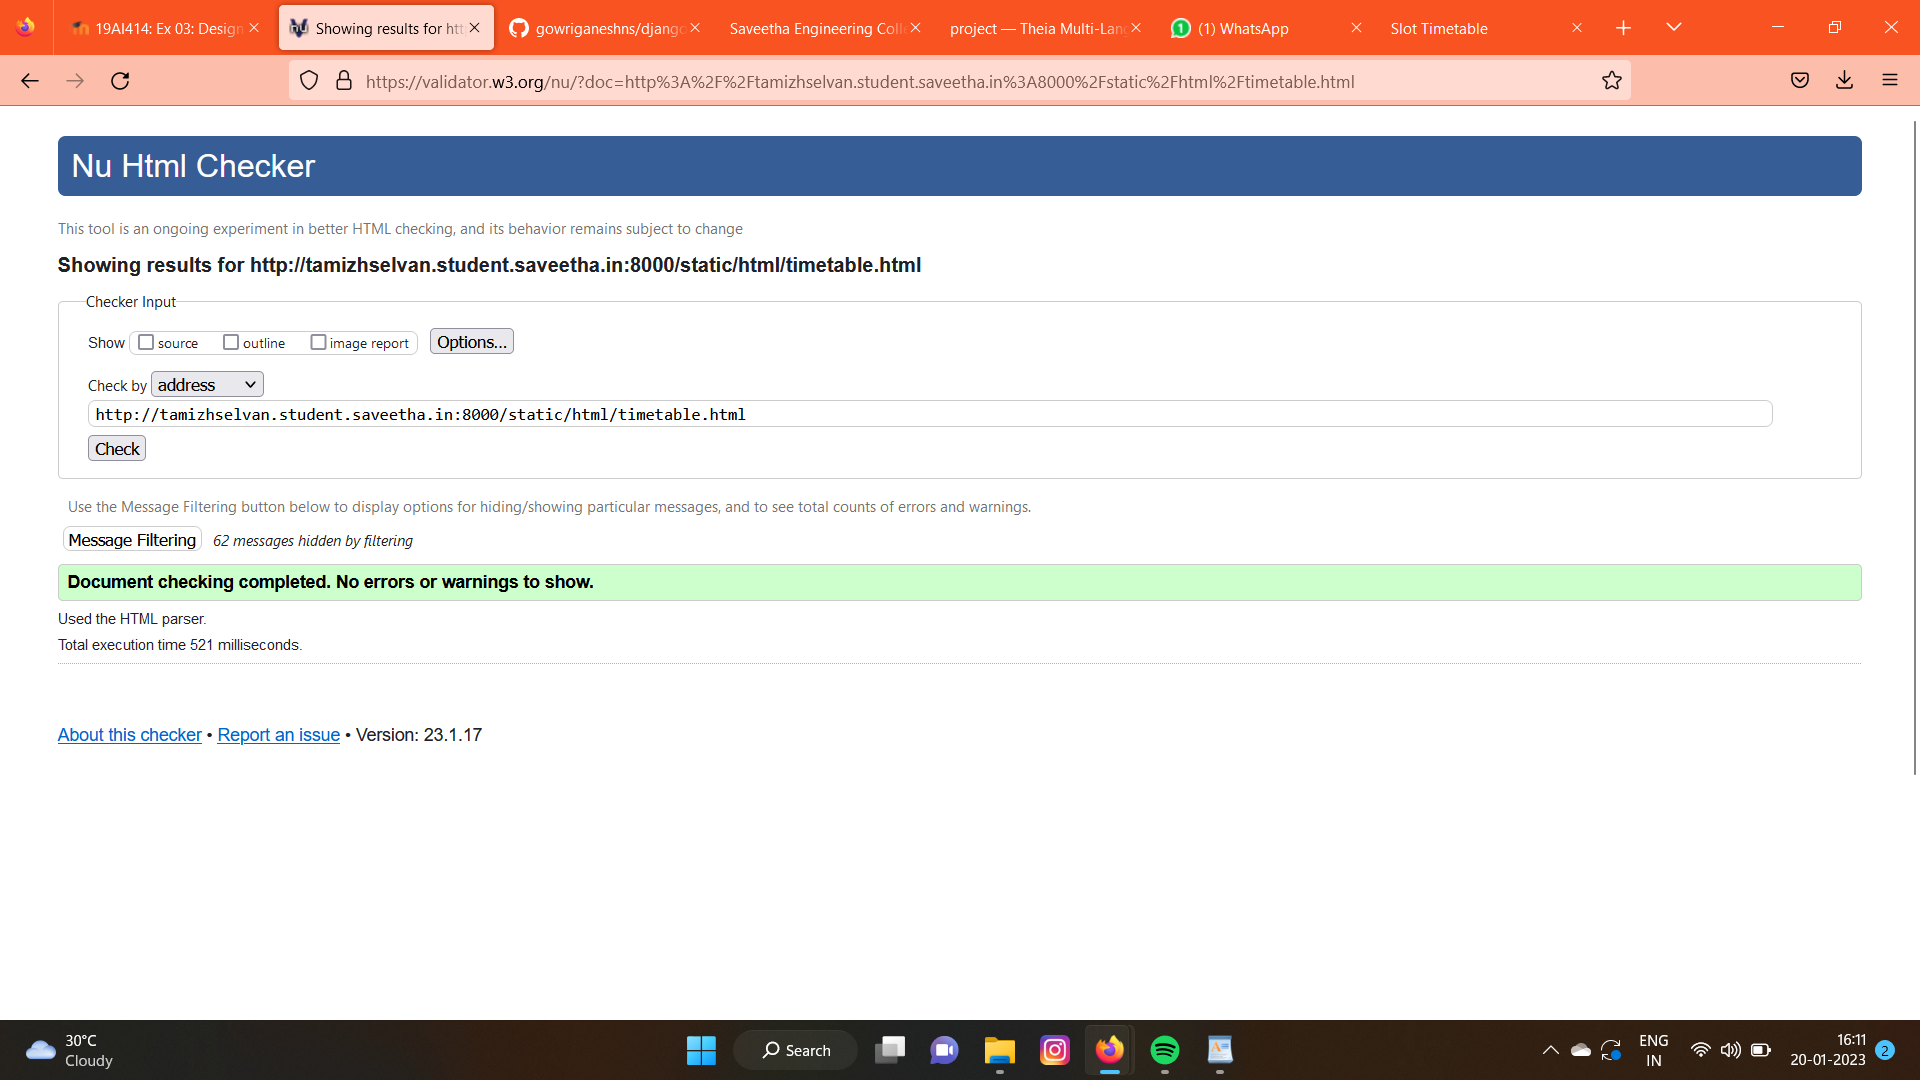 19AI414: Ex 03: Design
Showing results for htt
gowriganeshns/django
Saveetha Engineering Colle
project — Theia Multi-Lang
(1) WhatsApp
Slot Timetable
https://validator.w3.org/nu/?doc=http%3A%2F%2Ftamizhselvan.student.saveetha.in%3A8000%2Fstatic%2Fhtml%2Ftimetable.html
Nu Html Checker
This tool is an ongoing experiment in better HTML checking, and its behavior remains subject to change
Showing results for http://tamizhselvan.student.saveetha.in:8000/static/html/timetable.html
Checker Input
Show source outline image report Options...
Check by address
http://tamizhselvan.student.saveetha.in:8000/static/html/timetable.html
Check
Use the Message Filtering button below to display options for hiding/showing particular messages, and to see total counts of errors and warnings.
Message Filtering 62 messages hidden by filtering
Document checking completed. No errors or warnings to show.
Used the HTML parser.
Total execution time 521 milliseconds.
About this checker • Report an issue • Version: 23.1.17
30°C
Cloudy
Search
ENG
IN
16:11
20-01-2023
2